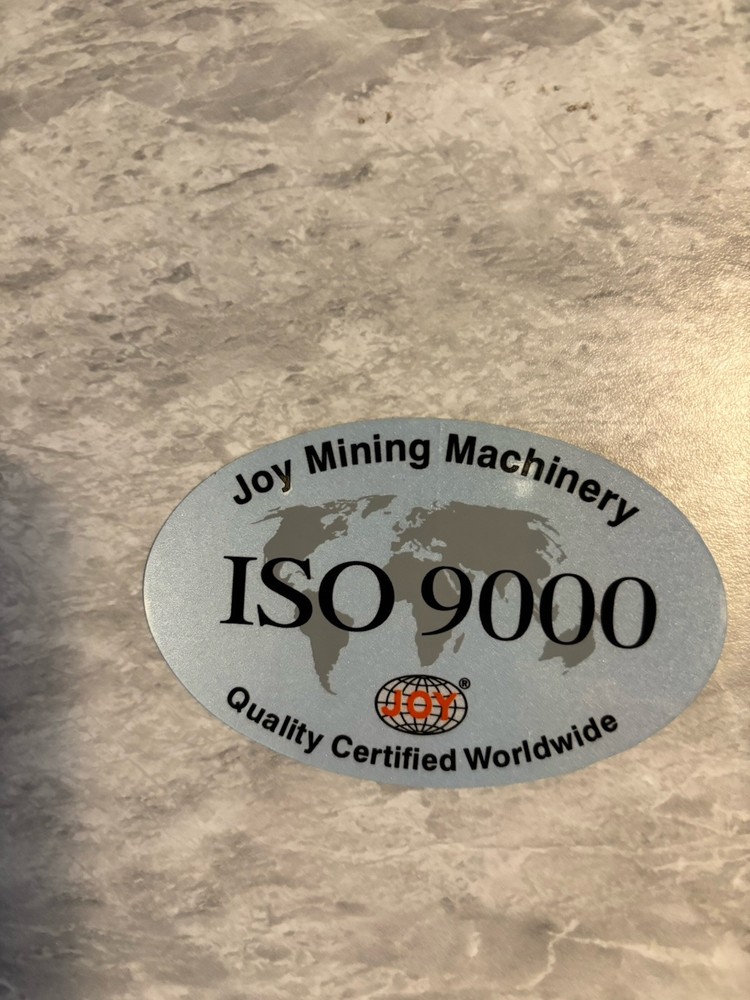 Joy Mining Machinery
ISO 9000
JOY®
Quality Certified Worldwide